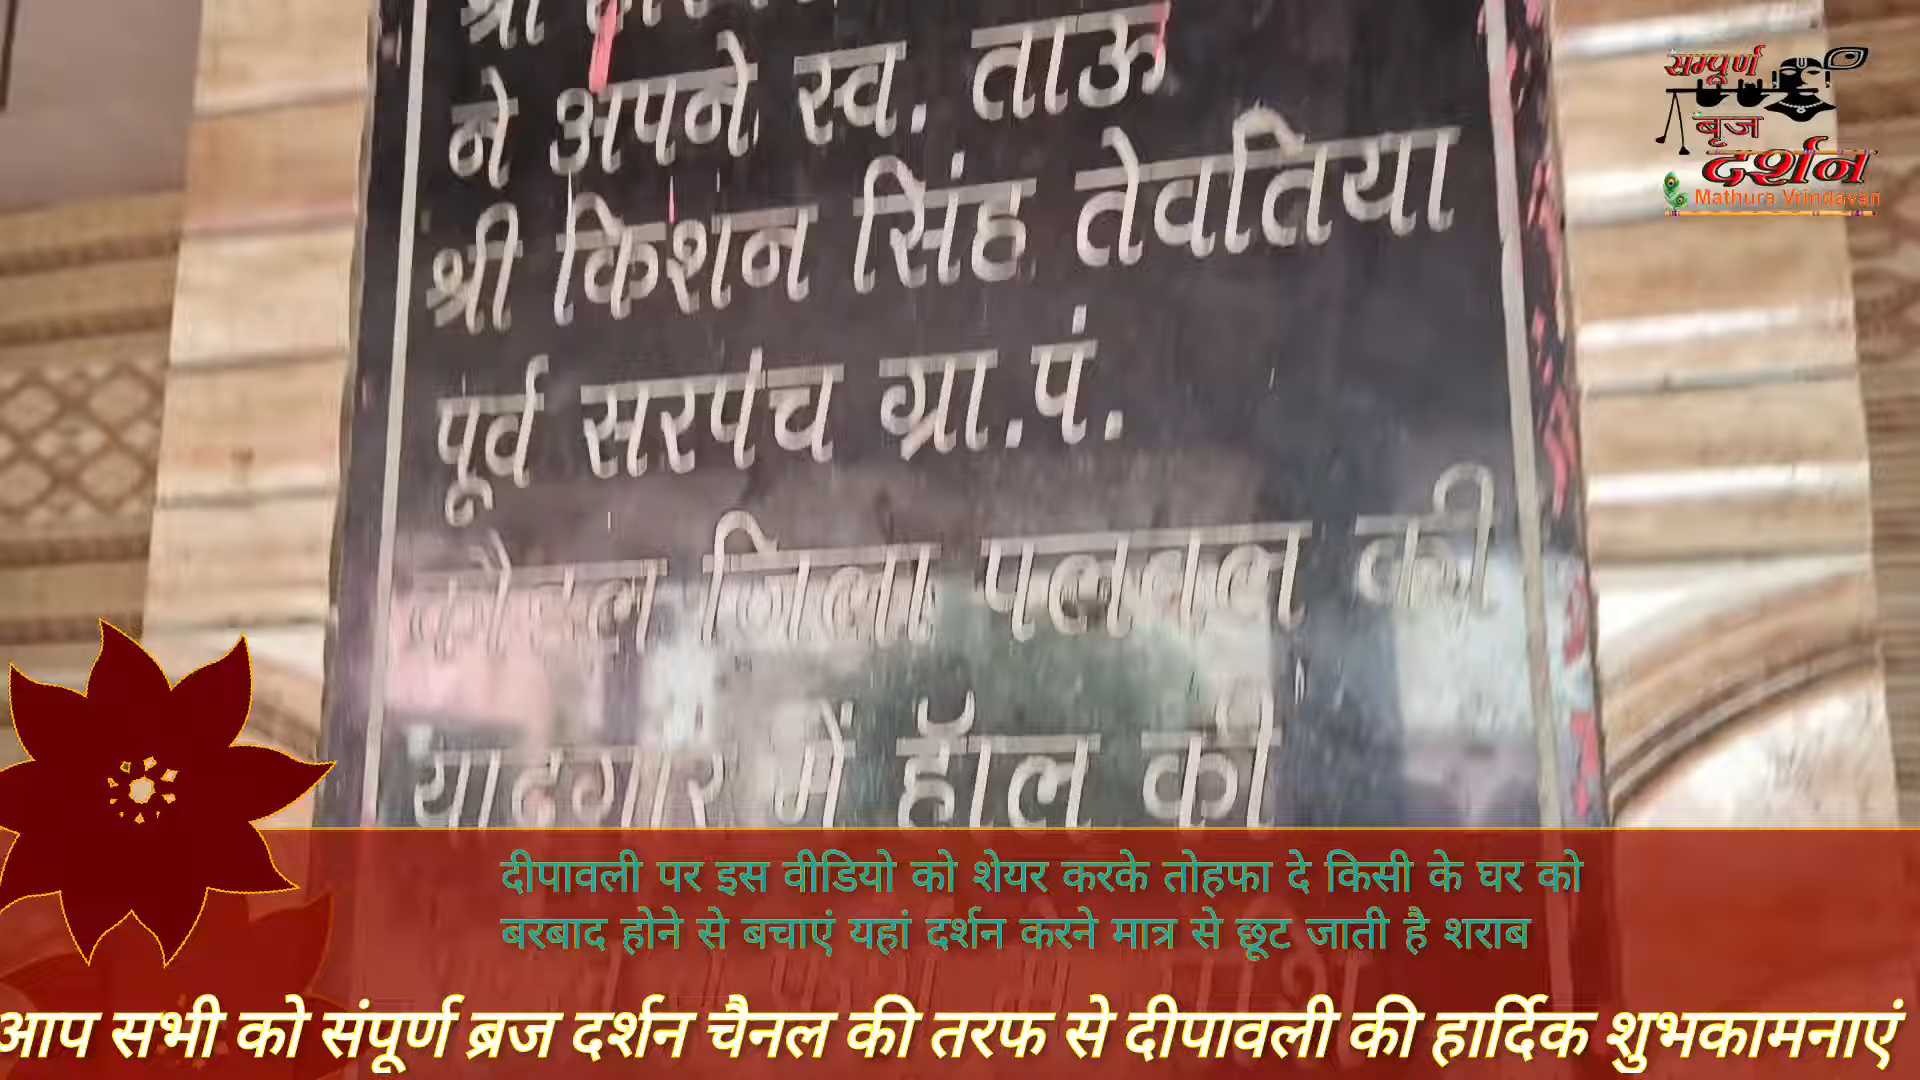 श्री
ने अपने स्व. ताऊ
श्री किशन सिंह तेवतिया
पूर्व सरपंच ग्रा.पं.
जिला पलवल की
यादगार में हॉल की
सम्पूर्ण
बृज
दर्शन
Mathura Vrindavan
दीपावली पर इस वीडियो को शेयर करके तोहफा दे किसी के घर को
बरबाद होने से बचाएं यहां दर्शन करने मात्र से छूट जाती है शराब
आप सभी को संपूर्ण ब्रज दर्शन चैनल की तरफ से दीपावली की हार्दिक शुभकामनाएं